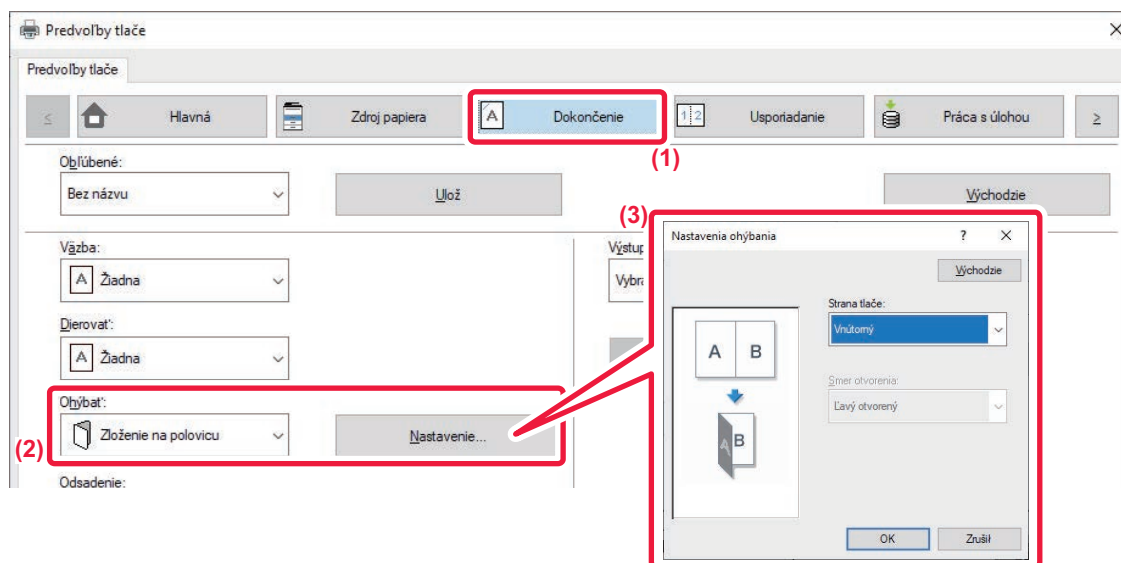 Predvoľby tlače
Predvoľby tlače
< Hlavná Zdroj papiera A Dokončenie 1 2 Usporiadanie Práca s úlohou >
(1)
Obľúbené:
Bez názvu Ulož Východzie
(3)
Väzba: Výstup
A Žiadna Vybra
Dierovať:
A Žiadna
Ohýbať:
(2) Zloženie na polovicu Nastavenie...
Odsadenie:
Nastavenia ohýbania ?
Východzie
Strana tlače:
Vnútorný
A B
Smer otvorenia:
Ľavý otvorený
A B
OK Zrušiť